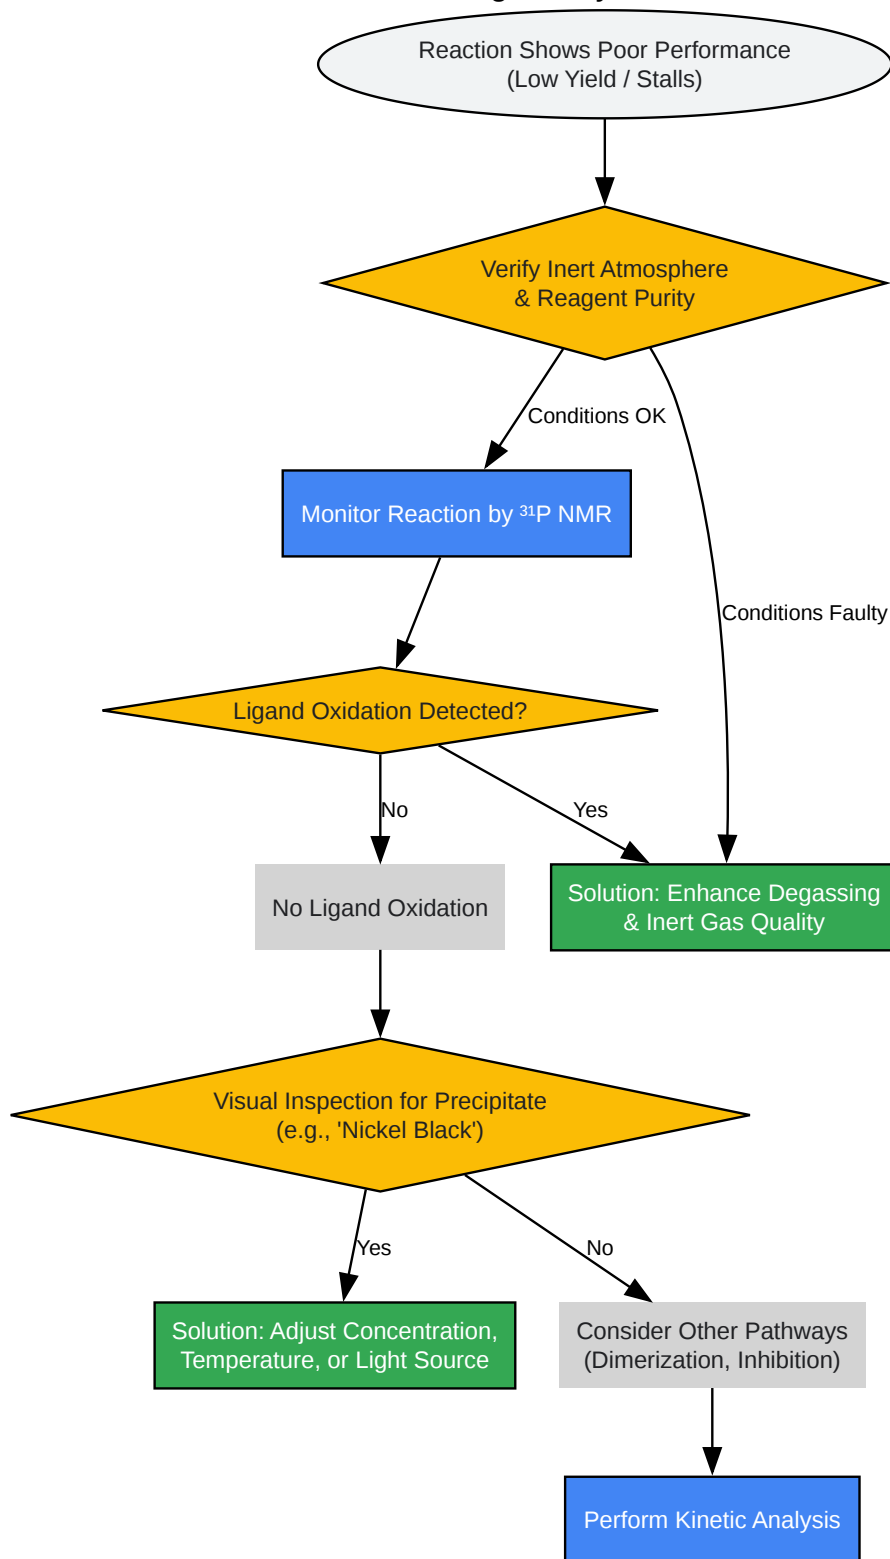 Reaction Shows Poor Performance
(Low Yield / Stalls)
Verify Inert Atmosphere
& Reagent Purity
Conditions OK
Monitor Reaction by ³¹P NMR
Conditions Faulty
Ligand Oxidation Detected?
No
Yes
No Ligand Oxidation
Solution: Enhance Degassing
& Inert Gas Quality
Visual Inspection for Precipitate
(e.g., 'Nickel Black')
Yes
No
Solution: Adjust Concentration,
Temperature, or Light Source
Consider Other Pathways
(Dimerization, Inhibition)
Perform Kinetic Analysis